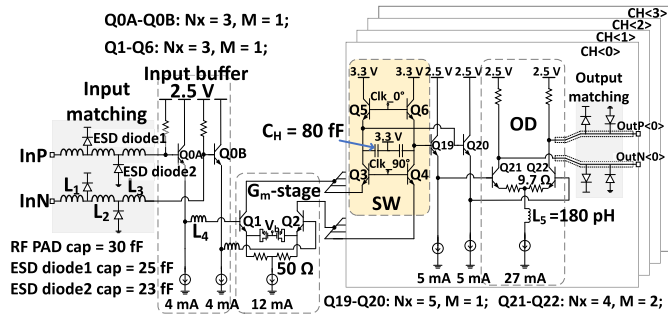 Q0A-Q0B: Nx = 3, M = 1;
Q1-Q6: Nx = 3, M = 1;
CH<3>
CH<2>
CH<1>
CH<0>
Input matching
Input buffer
2.5 V
3.3 V 3.3 V 2.5 V 2.5 V 2.5 V 2.5 V
Output matching
Clk_0°
Q5 Q6
OD
ESD diode1
C_H = 80 fF
3.3 V
OutP<0>
InP
Q0A Q0B
Q19 Q20
ESD diode2
Clk_90°
OutN<0>
Q21 Q22
InN
L₁ L₂ L₃
G_m-stage
Q3 Q4
9.7 Ω
SW
L₄
Q1 Q2
V_b
L₅=180 pH
RF PAD cap = 30 fF
50 Ω
ESD diode1 cap = 25 fF
ESD diode2 cap = 23 fF
4 mA 4 mA 12 mA
5 mA 5 mA 27 mA
Q19-Q20: Nx = 5, M = 1; Q21-Q22: Nx = 4, M = 2;